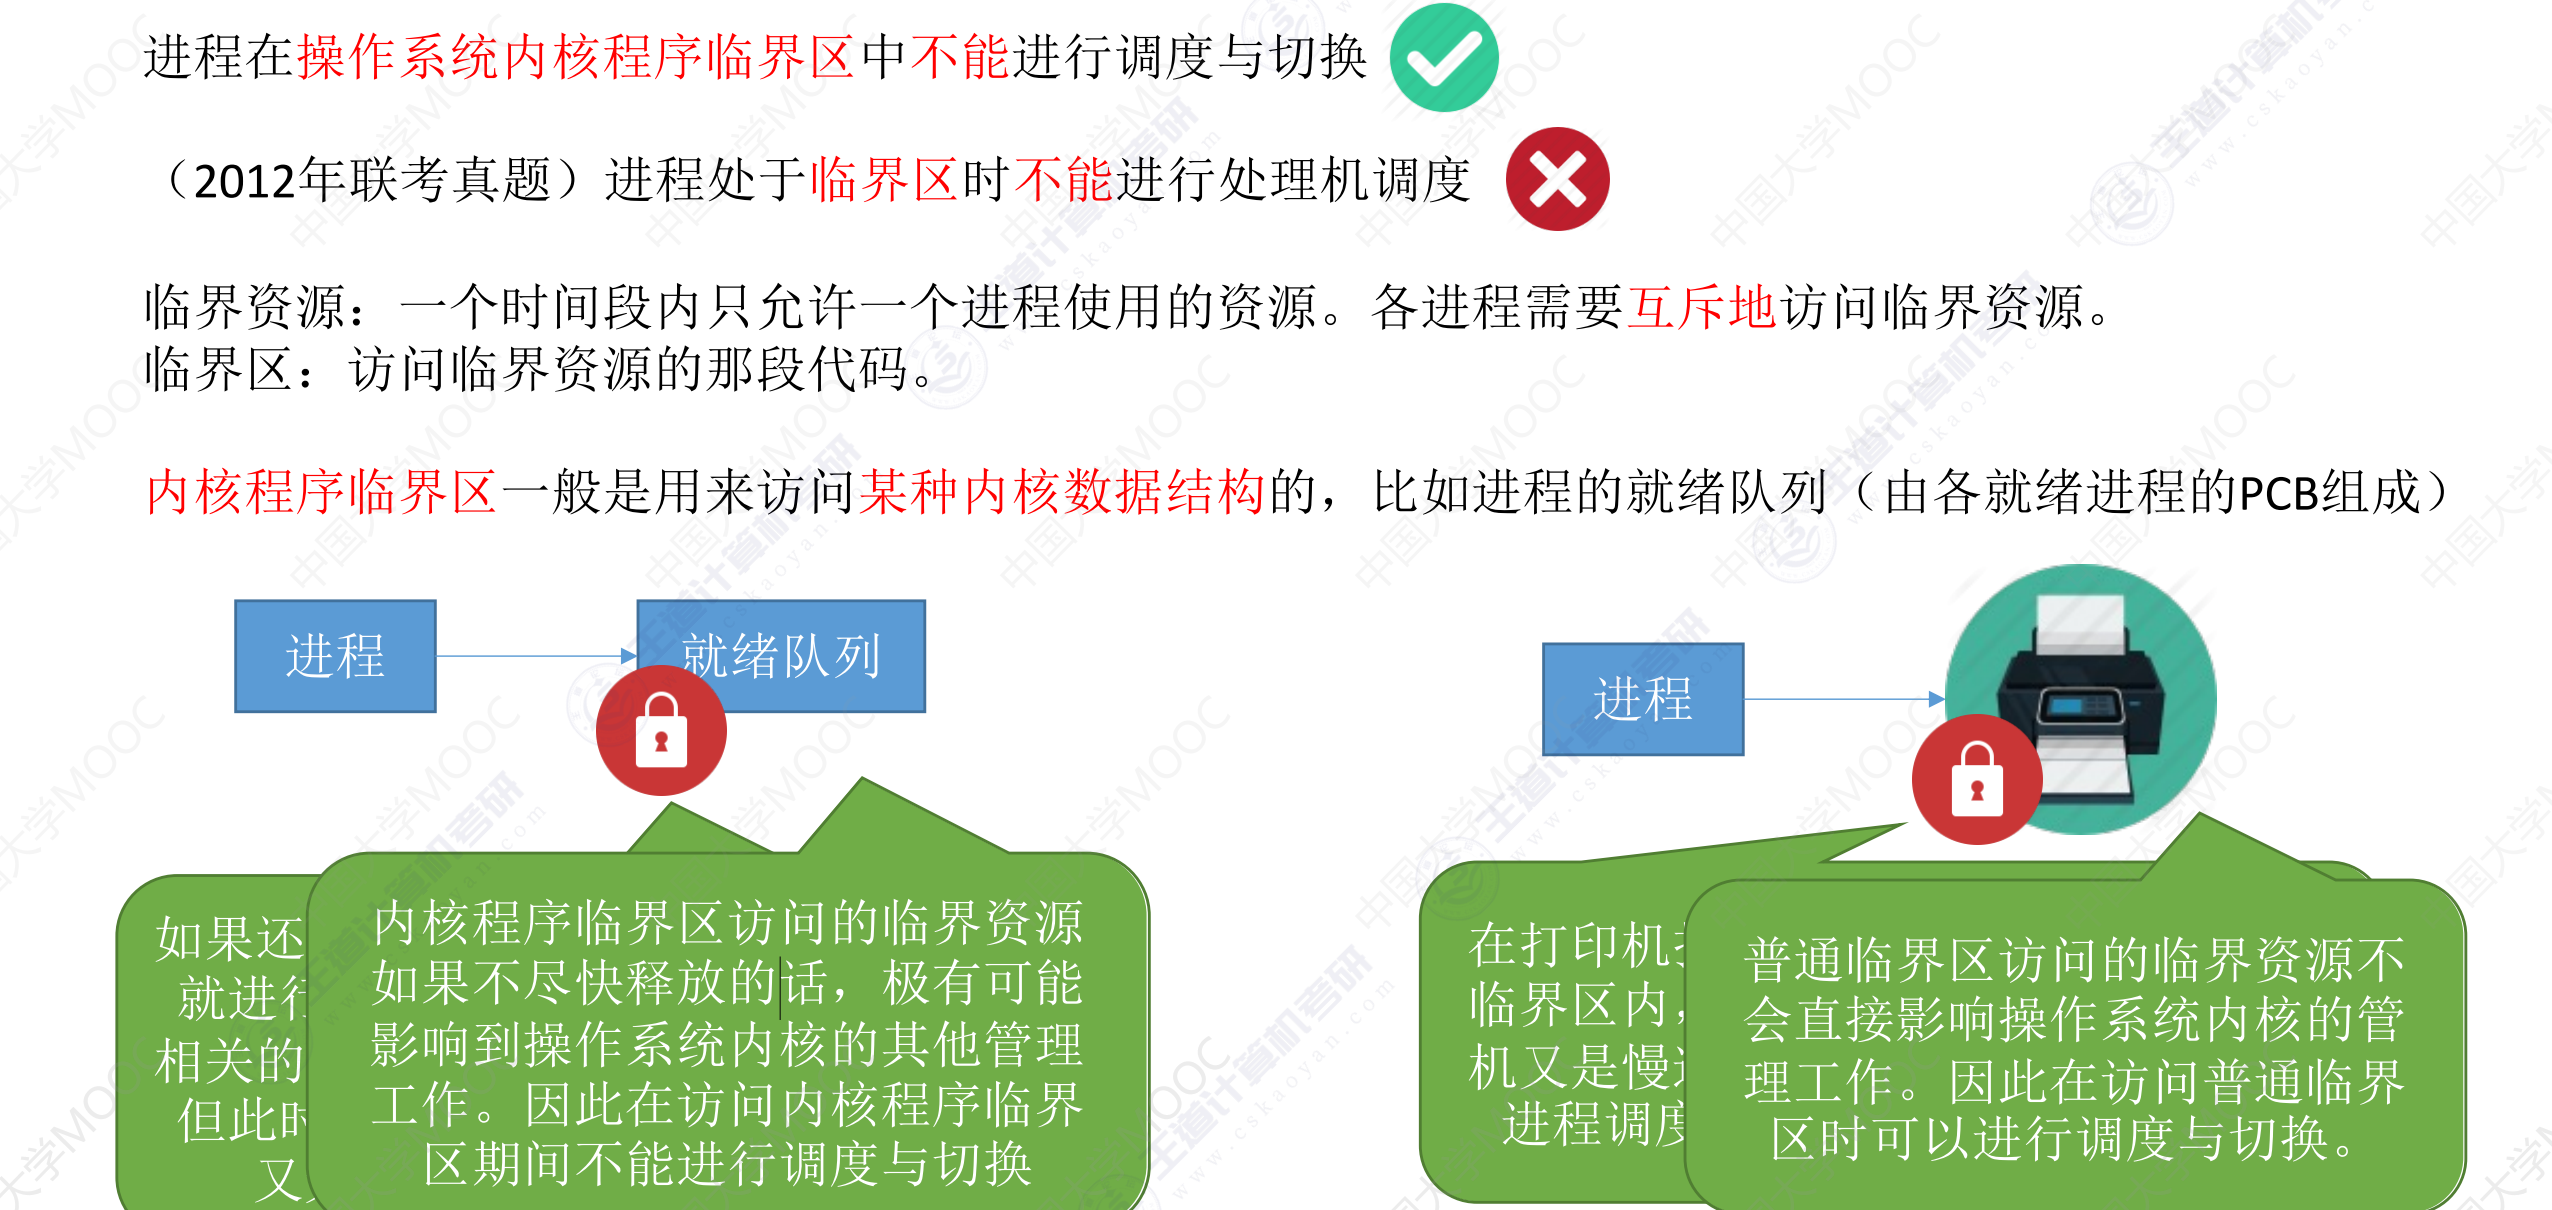 进程在操作系统内核程序临界区中不能进行调度与切换
（2012年联考真题）进程处于临界区时不能进行处理机调度
临界资源：一个时间段内只允许一个进程使用的资源。各进程需要互斥地访问临界资源。
临界区：访问临界资源的那段代码。
内核程序临界区一般是用来访问某种内核数据结构的，比如进程的就绪队列（由各就绪进程的PCB组成）
进程
就绪队列
进程
如果还
就进行
相关的
但此时
又
内核程序临界区访问的临界资源
如果不尽快释放的话，极有可能
影响到操作系统内核的其他管理
工作。因此在访问内核程序临界
区期间不能进行调度与切换
在打印机
临界区内，
机又是慢
进程调度
普通临界区访问的临界资源不
会直接影响操作系统内核的管
理工作。因此在访问普通临界
区时可以进行调度与切换。